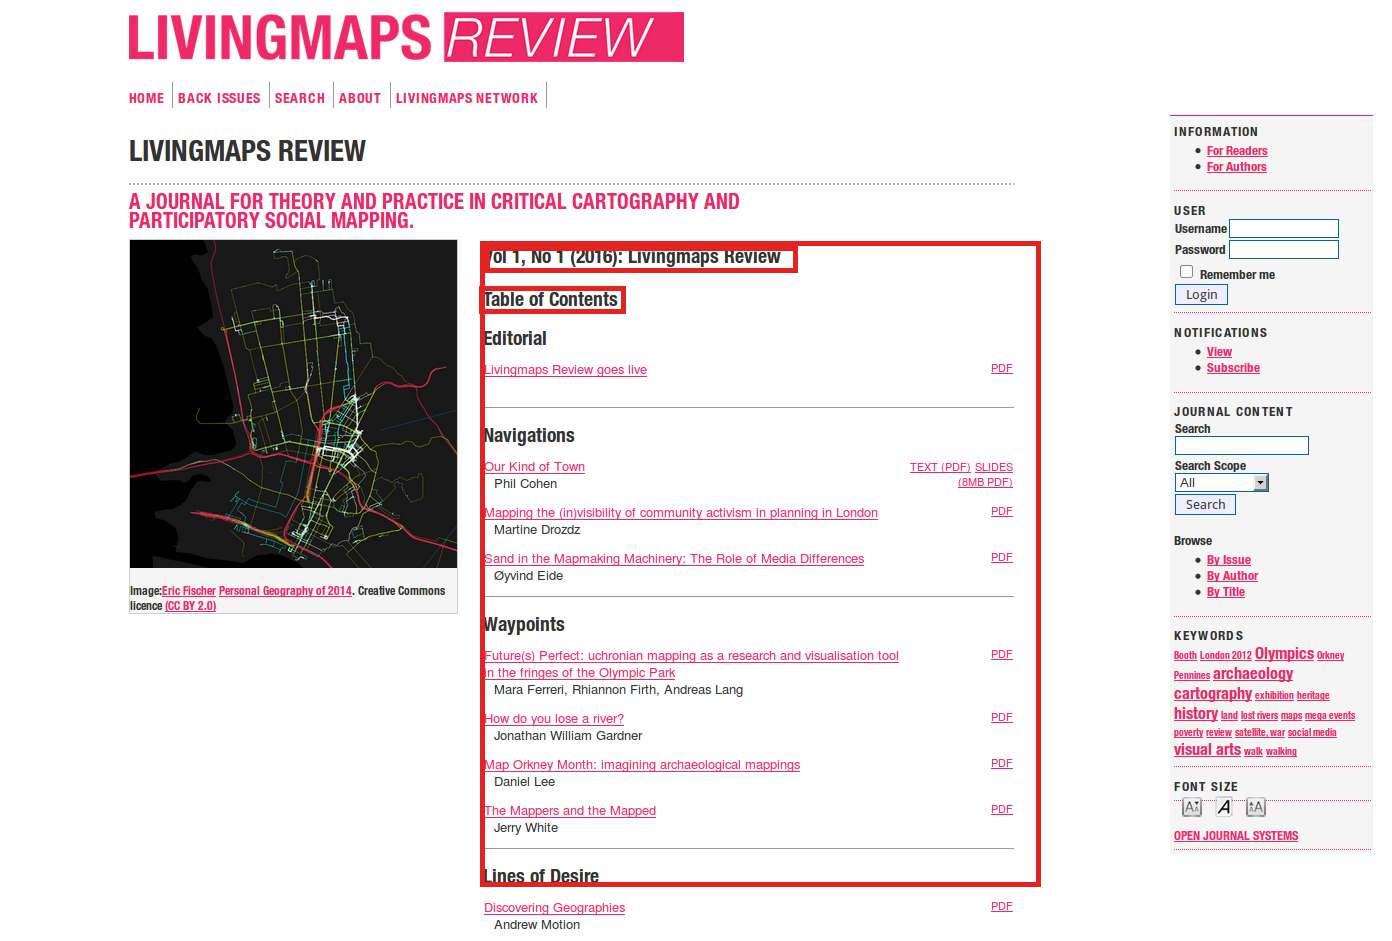 LIVINGMAPS REVIEW
HOME
BACK ISSUES
SEARCH
ABOUT
LIVINGMAPS NETWORK
LIVINGMAPS REVIEW
A JOURNAL FOR THEORY AND PRACTICE IN CRITICAL CARTOGRAPHY AND
PARTICIPATORY SOCIAL MAPPING.
Image:Eric Fischer Personal Geography of 2014. Creative Commons
licence (CC BY 2.0)
Vol 1, No 1 (2016): Livingmaps Review
Table of Contents
Editorial
Livingmaps Review goes live PDF
Navigations
Our Kind of Town TEXT (PDF) SLIDES
Phil Cohen (8MB PDF)
Mapping the (in)visibility of community activism in planning in London PDF
Martine Drozdz
Sand in the Mapmaking Machinery: The Role of Media Differences PDF
Øyvind Eide
Waypoints
Future(s) Perfect: uchronian mapping as a research and visualisation tool PDF
in the fringes of the Olympic Park
Mara Ferreri, Rhiannon Firth, Andreas Lang
How do you lose a river? PDF
Jonathan William Gardner
Map Orkney Month: imagining archaeological mappings PDF
Daniel Lee
The Mappers and the Mapped PDF
Jerry White
Lines of Desire
Discovering Geographies PDF
Andrew Motion
INFORMATION
For Readers
For Authors
USER
Username
Password
Remember me
Login
NOTIFICATIONS
View
Subscribe
JOURNAL CONTENT
Search
Search Scope
All
Search
Browse
By Issue
By Author
By Title
KEYWORDS
Booth London 2012 Olympics Orkney
Pennines archaeology
cartography exhibition heritage
history land lost rivers maps mega events
poverty review satellite, war social media
visual arts walk walking
FONT SIZE
AA A AA
OPEN JOURNAL SYSTEMS